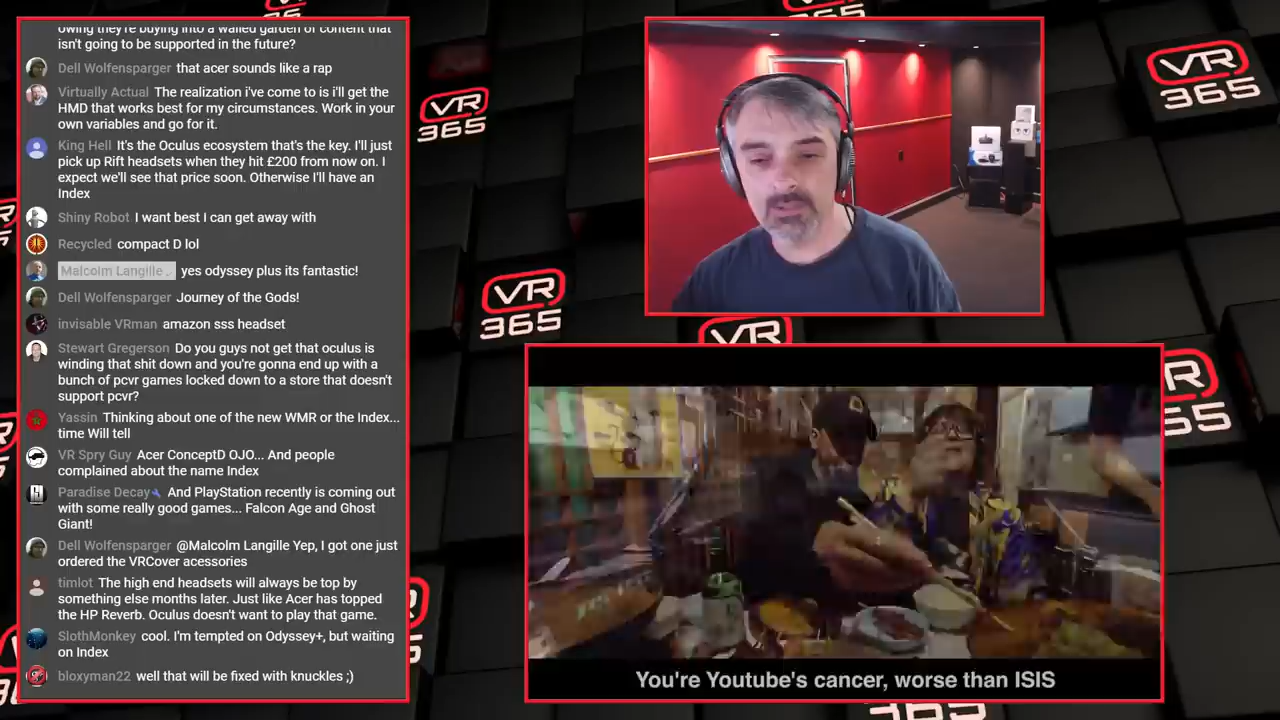 owing they're buying into a walled garden of content that
isn't going to be supported in the future?
Dell Wolfensparger that acer sounds like a rap
Virtually Actual The realization i've come to is i'll get the
HMD that works best for my circumstances. Work in your
own variables and go for it.
King Hell It's the Oculus ecosystem that's the key. I'll just
pick up Rift headsets when they hit £200 from now on. I
expect we'll see that price soon. Otherwise I'll have an
Index
Shiny Robot I want best I can get away with
Recycled compact D lol
Malcolm Langille .. yes odyssey plus its fantastic!
Dell Wolfensparger Journey of the Gods!
invisable VRman amazon sss headset
Stewart Gregerson Do you guys not get that oculus is
winding that shit down and you're gonna end up with a
bunch of pcvr games locked down to a store that doesn't
support pcvr?
Yassin Thinking about one of the new WMR or the Index...
time Will tell
VR Spry Guy Acer ConceptD OJO... And people
complained about the name Index
Paradise Decay And PlayStation recently is coming out
with some really good games... Falcon Age and Ghost
Giant!
Dell Wolfensparger @Malcolm Langille Yep, I got one just
ordered the VRCover acessories
timlot The high end headsets will always be top by
something else months later. Just like Acer has topped
the HP Reverb. Oculus doesn't want to play that game.
SlothMonkey cool. I'm tempted on Odyssey+, but waiting
on Index
bloxyman22 well that will be fixed with knuckles ;)
365
VR
365
VR
365
VR
365
VR
365
VR
You're Youtube's cancer, worse than ISIS
365